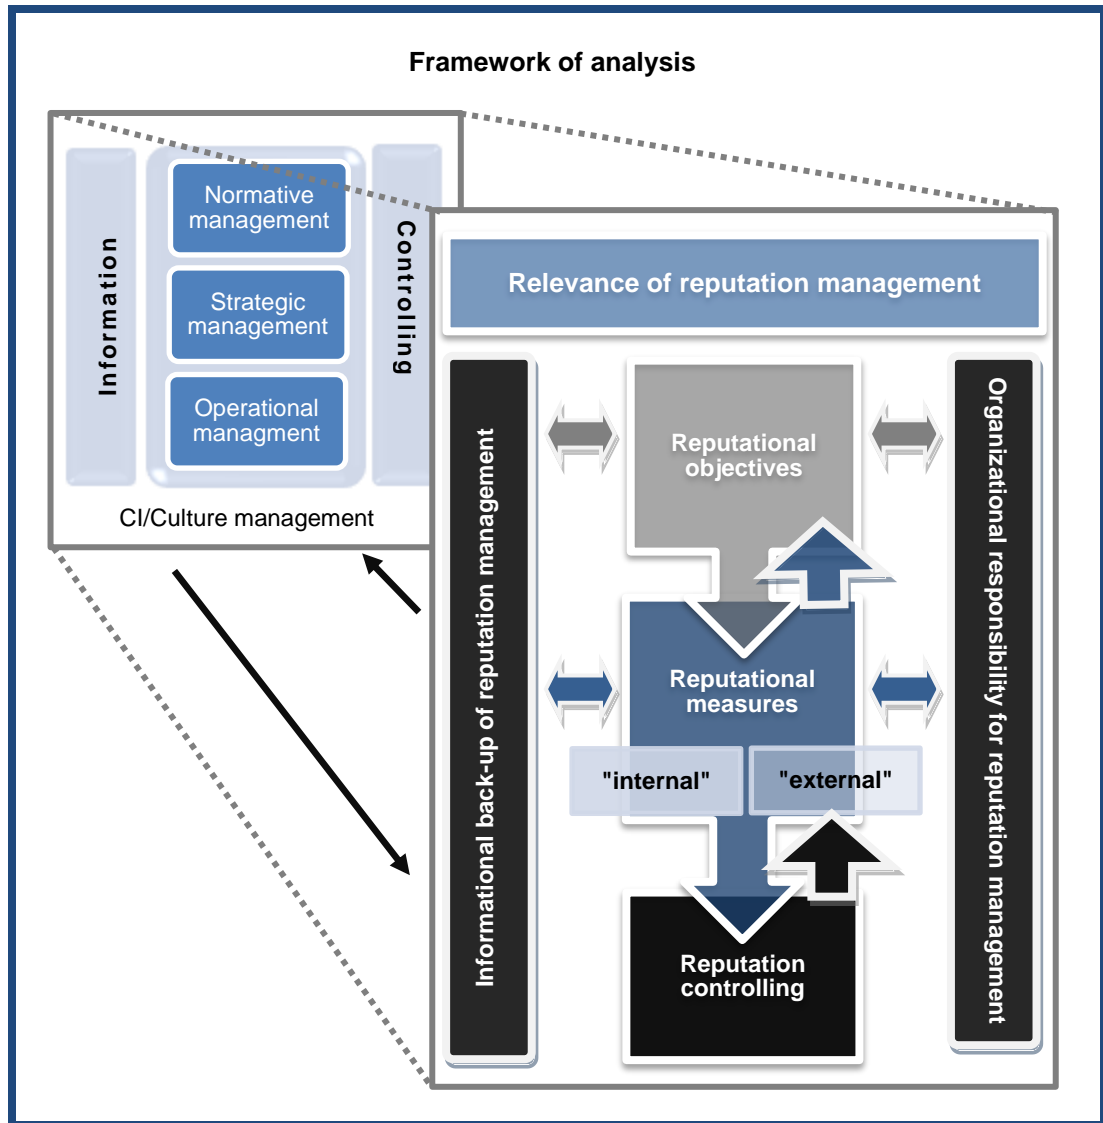 Framework of analysis
Information
Normative
management
Strategic
management
Operational
managment
Controlling
CI/Culture management
Relevance of reputation management
Informational back-up of reputation management
Reputational
objectives
Reputational
measures
"internal"
"external"
Reputation
controlling
Organizational responsibility for reputation management